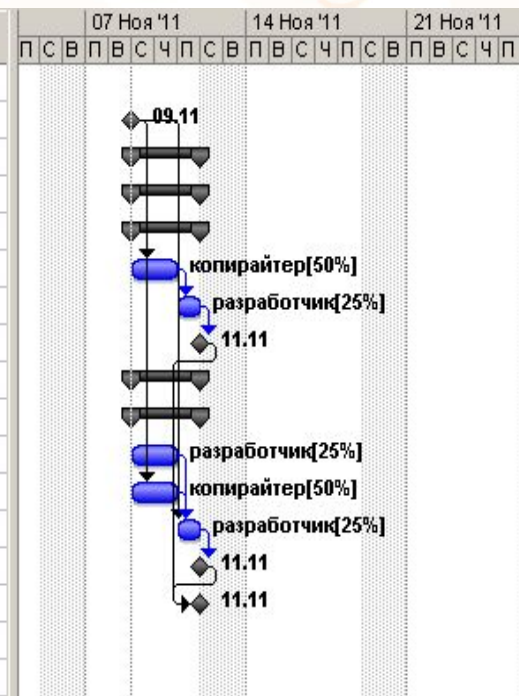 07 Ноя '11 14 Ноя '11 21 Ноя '11
П С В П В С Ч П С В П В С Ч П С В П В С Ч П
09.11
копирайтер[50%]
разработчик[25%]
11.11
разработчик[25%]
копирайтер[50%]
разработчик[25%]
11.11
11.11